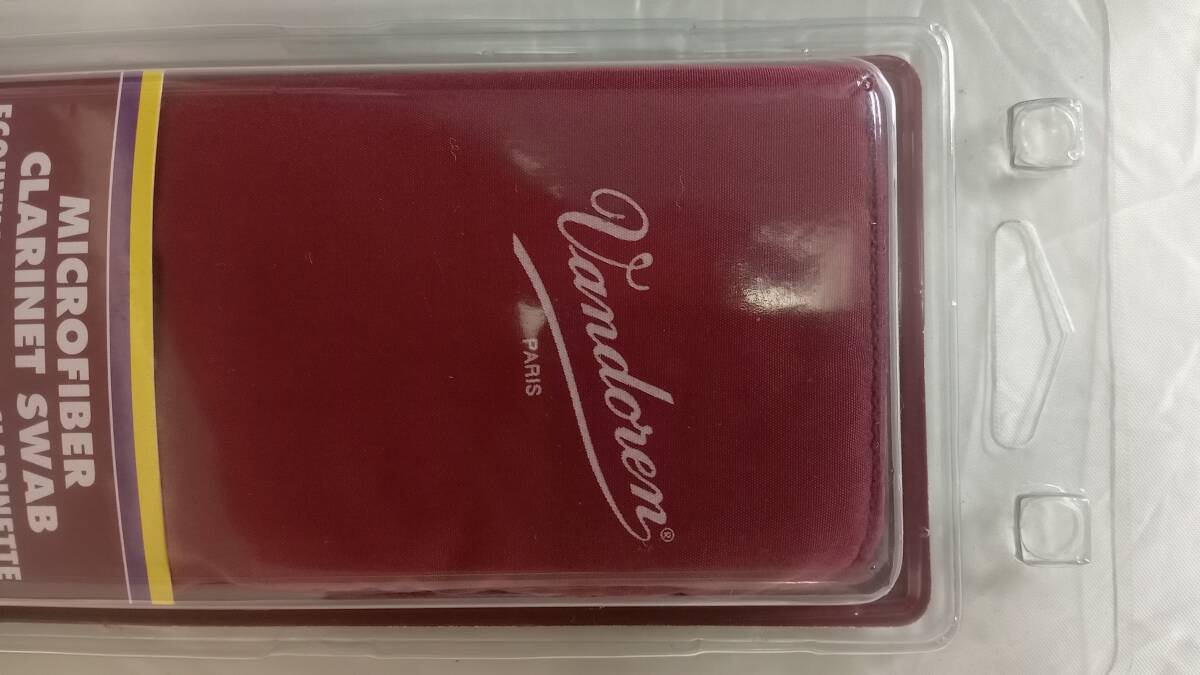 Vandoren®
PARIS
MICROFIBER
CLARINET SWAB